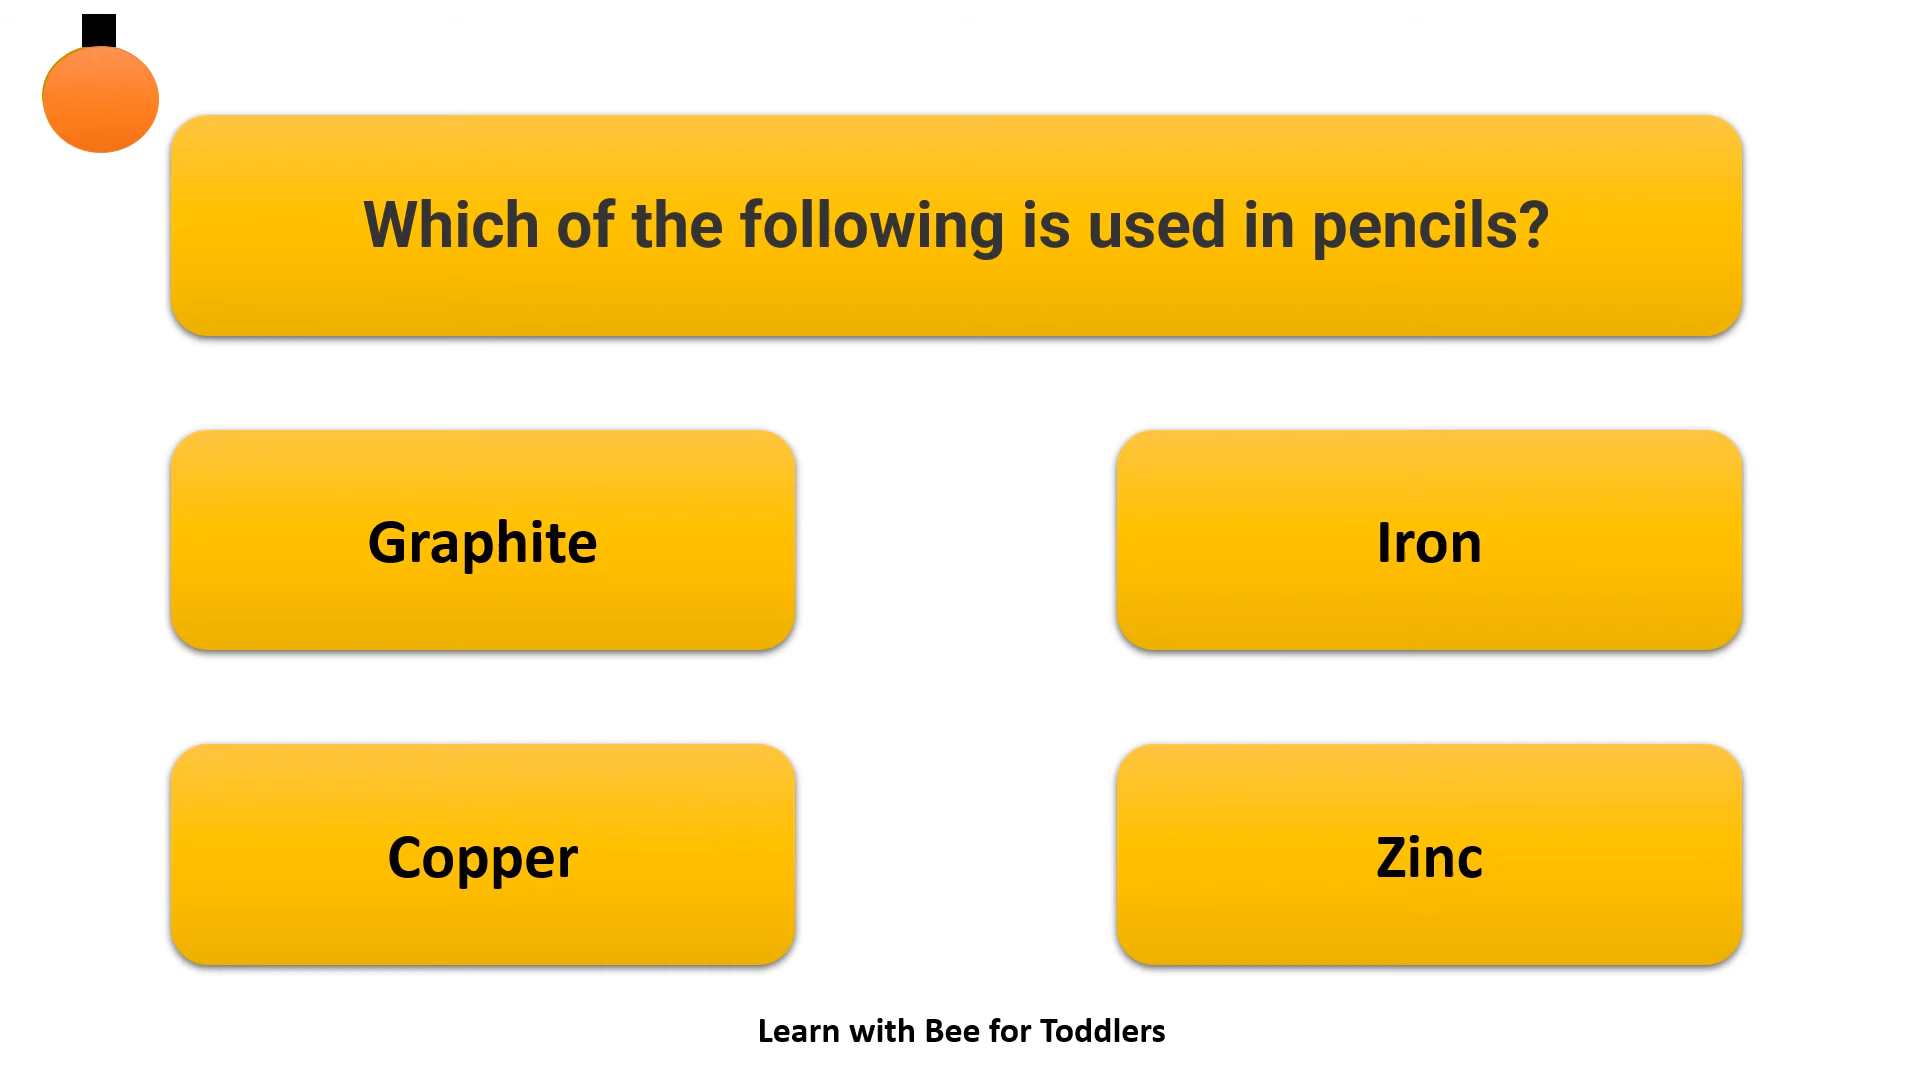 Which of the following is used in pencils?
Graphite
Iron
Copper
Zinc
Learn with Bee for Toddlers